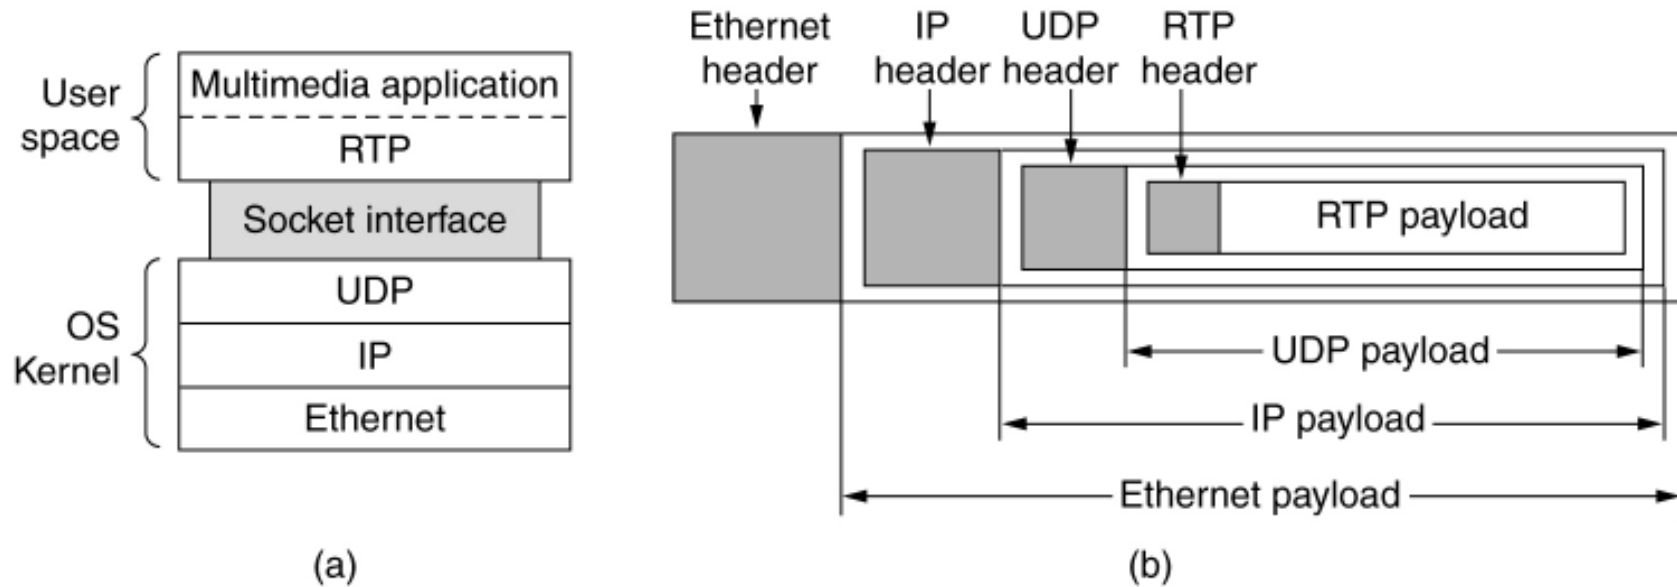 User
space
Multimedia application
RTP
Socket interface
OS
Kernel
UDP
IP
Ethernet
(a)
Ethernet
header
IP
header
UDP
header
RTP
header
RTP payload
UDP payload
IP payload
Ethernet payload
(b)